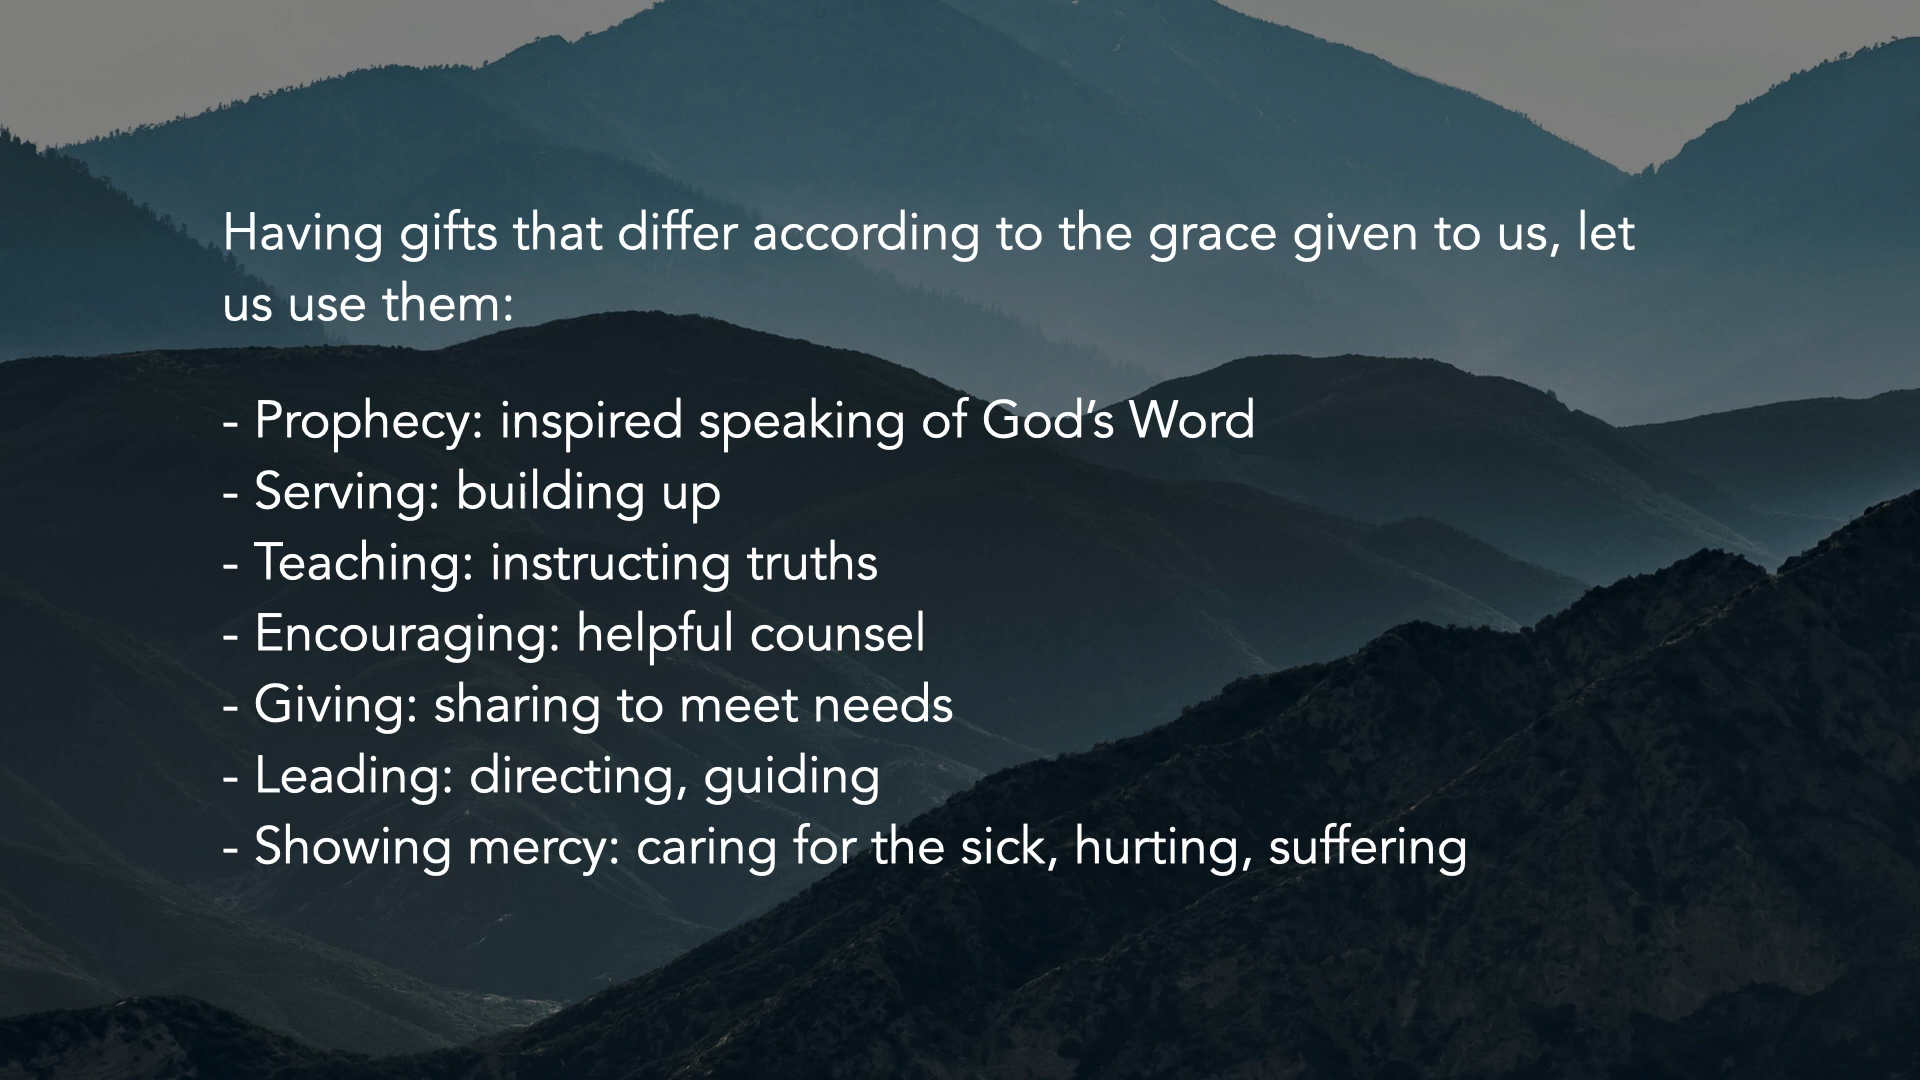 Having gifts that differ according to the grace given to us, let
us use them:
- Prophecy: inspired speaking of God’s Word
- Serving: building up
- Teaching: instructing truths
- Encouraging: helpful counsel
- Giving: sharing to meet needs
- Leading: directing, guiding
- Showing mercy: caring for the sick, hurting, suffering